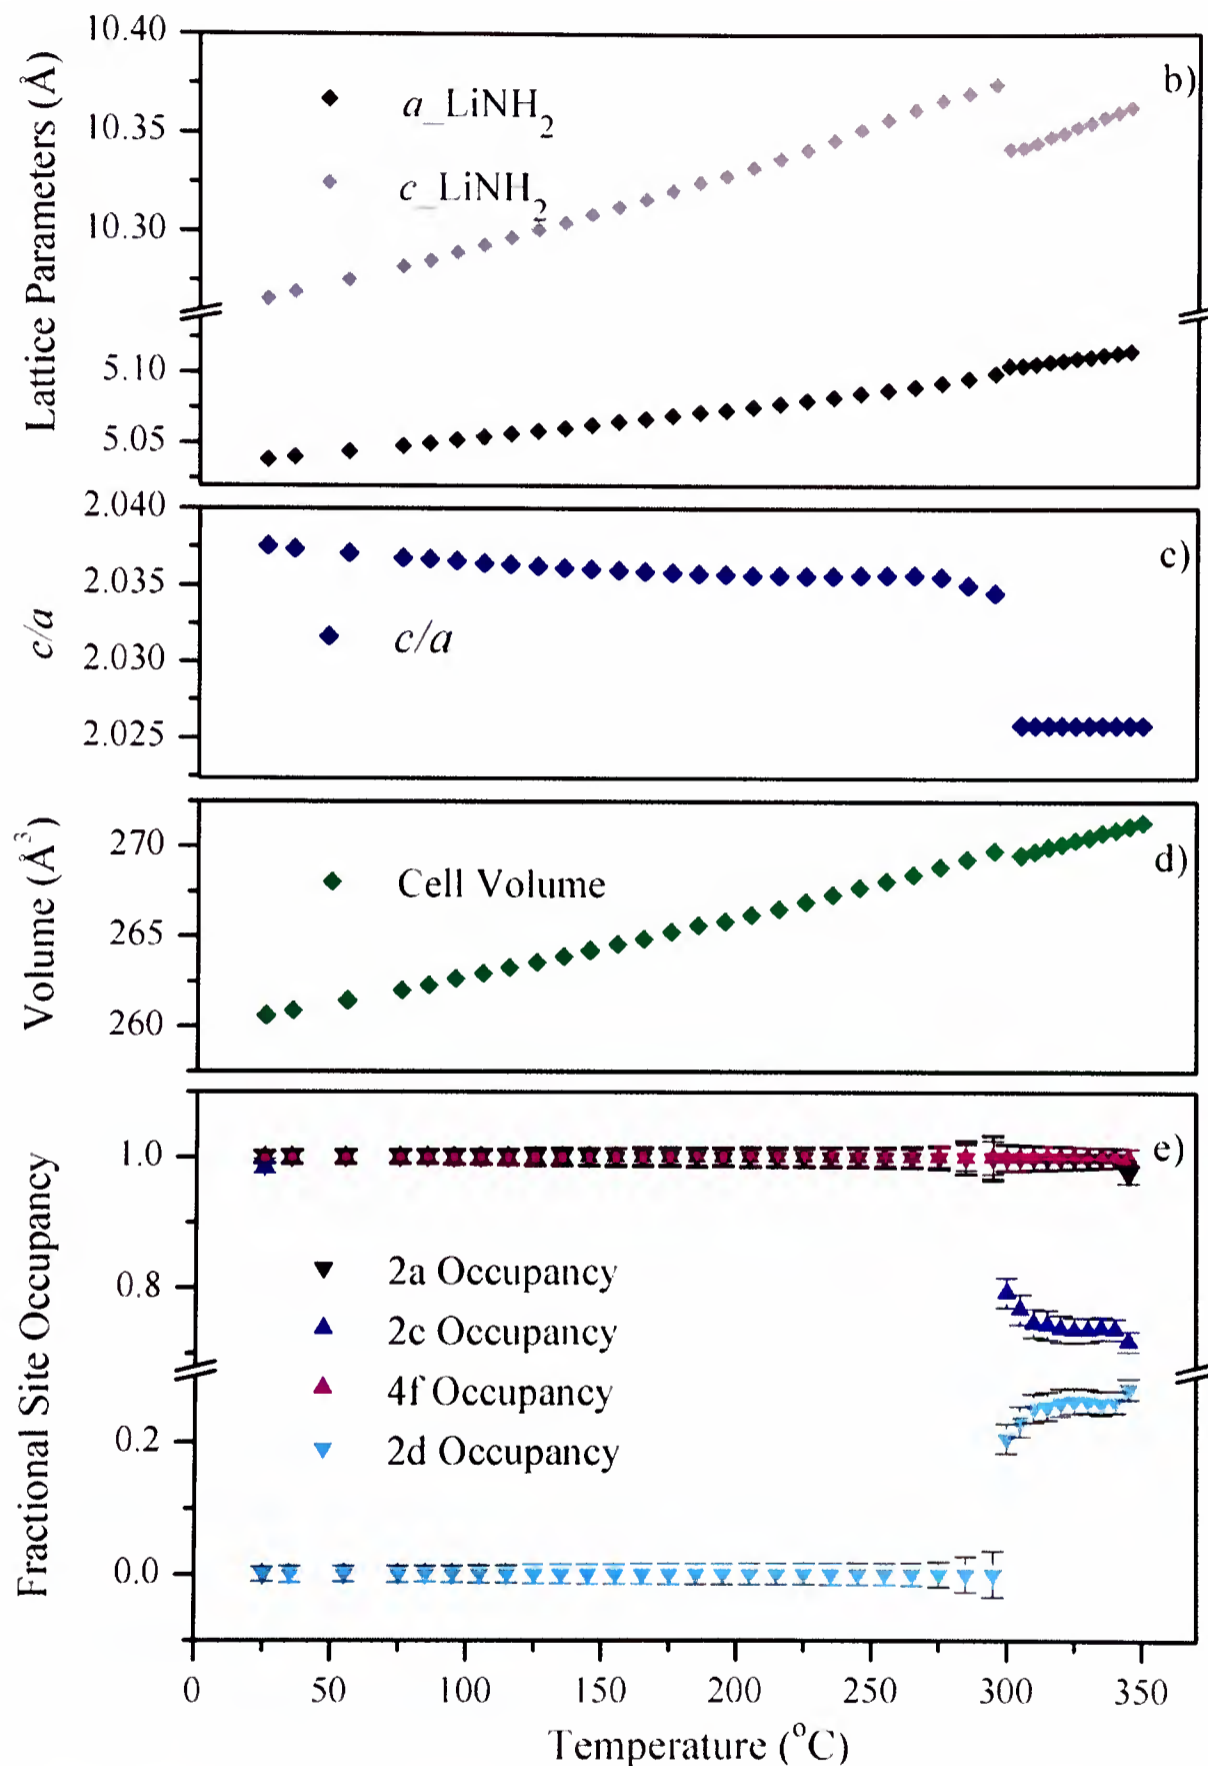 Lattice Parameters (Å)
10.40
10.35
10.30
5.10
5.05
b)
a_LiNH2
c_LiNH2
c/a
2.040
2.035
2.030
2.025
c)
c/a
Volume (Å3)
270
265
260
d)
Cell Volume
Fractional Site Occupancy
1.0
0.8
0.2
0.0
e)
2a Occupancy
2c Occupancy
4f Occupancy
2d Occupancy
0 50 100 150 200 250 300 350
Temperature (oC)